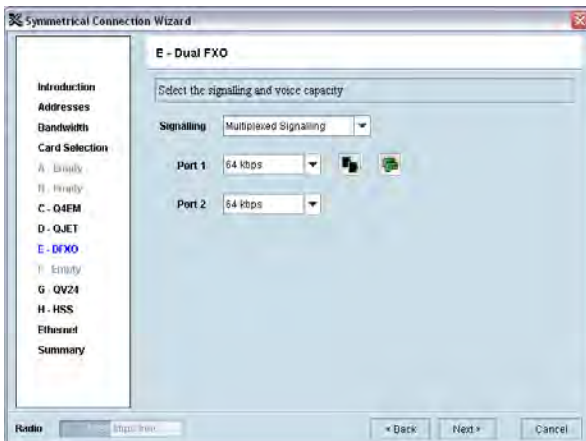 Symmetrical Connection Wizard
E - Dual FXO
Introduction
Addresses
Bandwidth
Card Selection
A - Empty
B - Empty
C - Q4EM
D - QJET
E - DFXO
F - Empty
G - QV24
H - HSS
Ethernet
Summary
Select the signalling and voice capacity
Signalling Multiplexed Signalling
Port 1 64 kbps
Port 2 64 kbps
Radio kbps free
< Back Next > Cancel